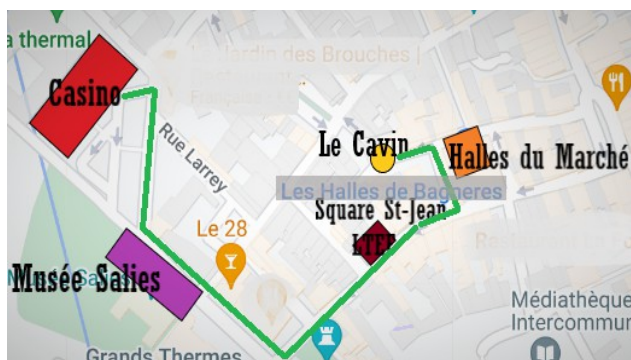 a thermal
Jardin des Brouches |
Casino
Rue Larrey
Le Cavin
Halles du Marché
Les Halles de Bagneres
Square St-Jean
LTEF
Le 28
Musée Salies
Médiathèque
Intercommun
Grands Thermes